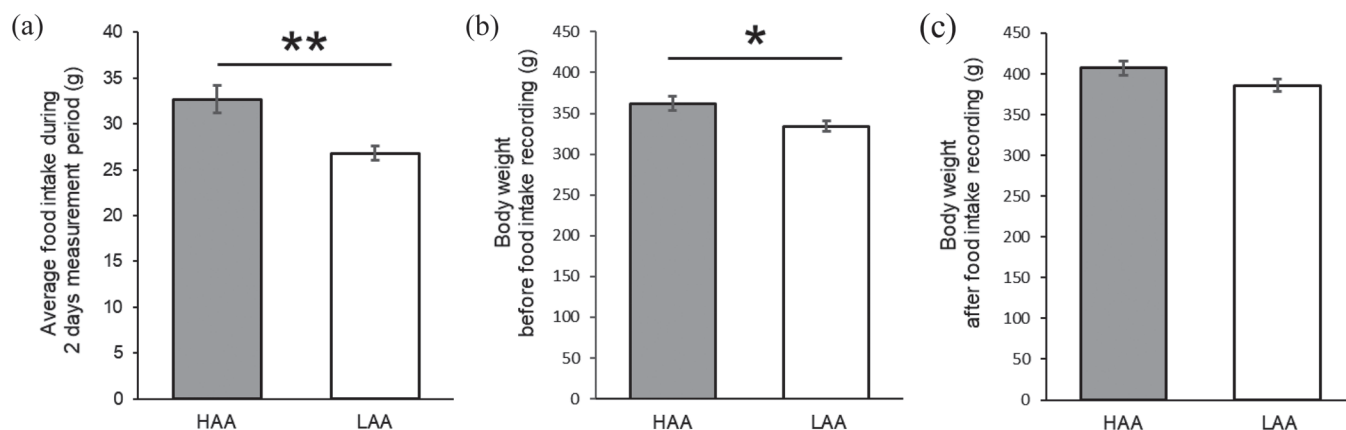 (a)
Average food intake during
2 days measurement period (g)
40
35
30
25
20
15
10
5
0
**
HAA
LAA
(b)
Body weight
before food intake recording (g)
450
400
350
300
250
200
150
100
50
0
*
HAA
LAA
(c)
Body weight
after food intake recording (g)
450
400
350
300
250
200
150
100
50
0
HAA
LAA